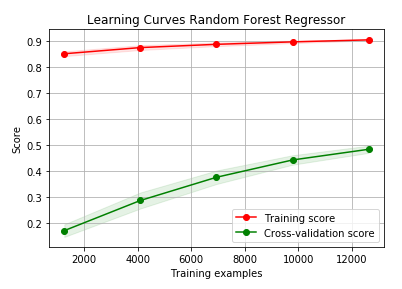 Learning Curves Random Forest Regressor
0.9
0.8
0.7
0.6
0.5
0.4
0.3
0.2
Score
Training score
Cross-validation score
2000 4000 6000 8000 10000 12000
Training examples